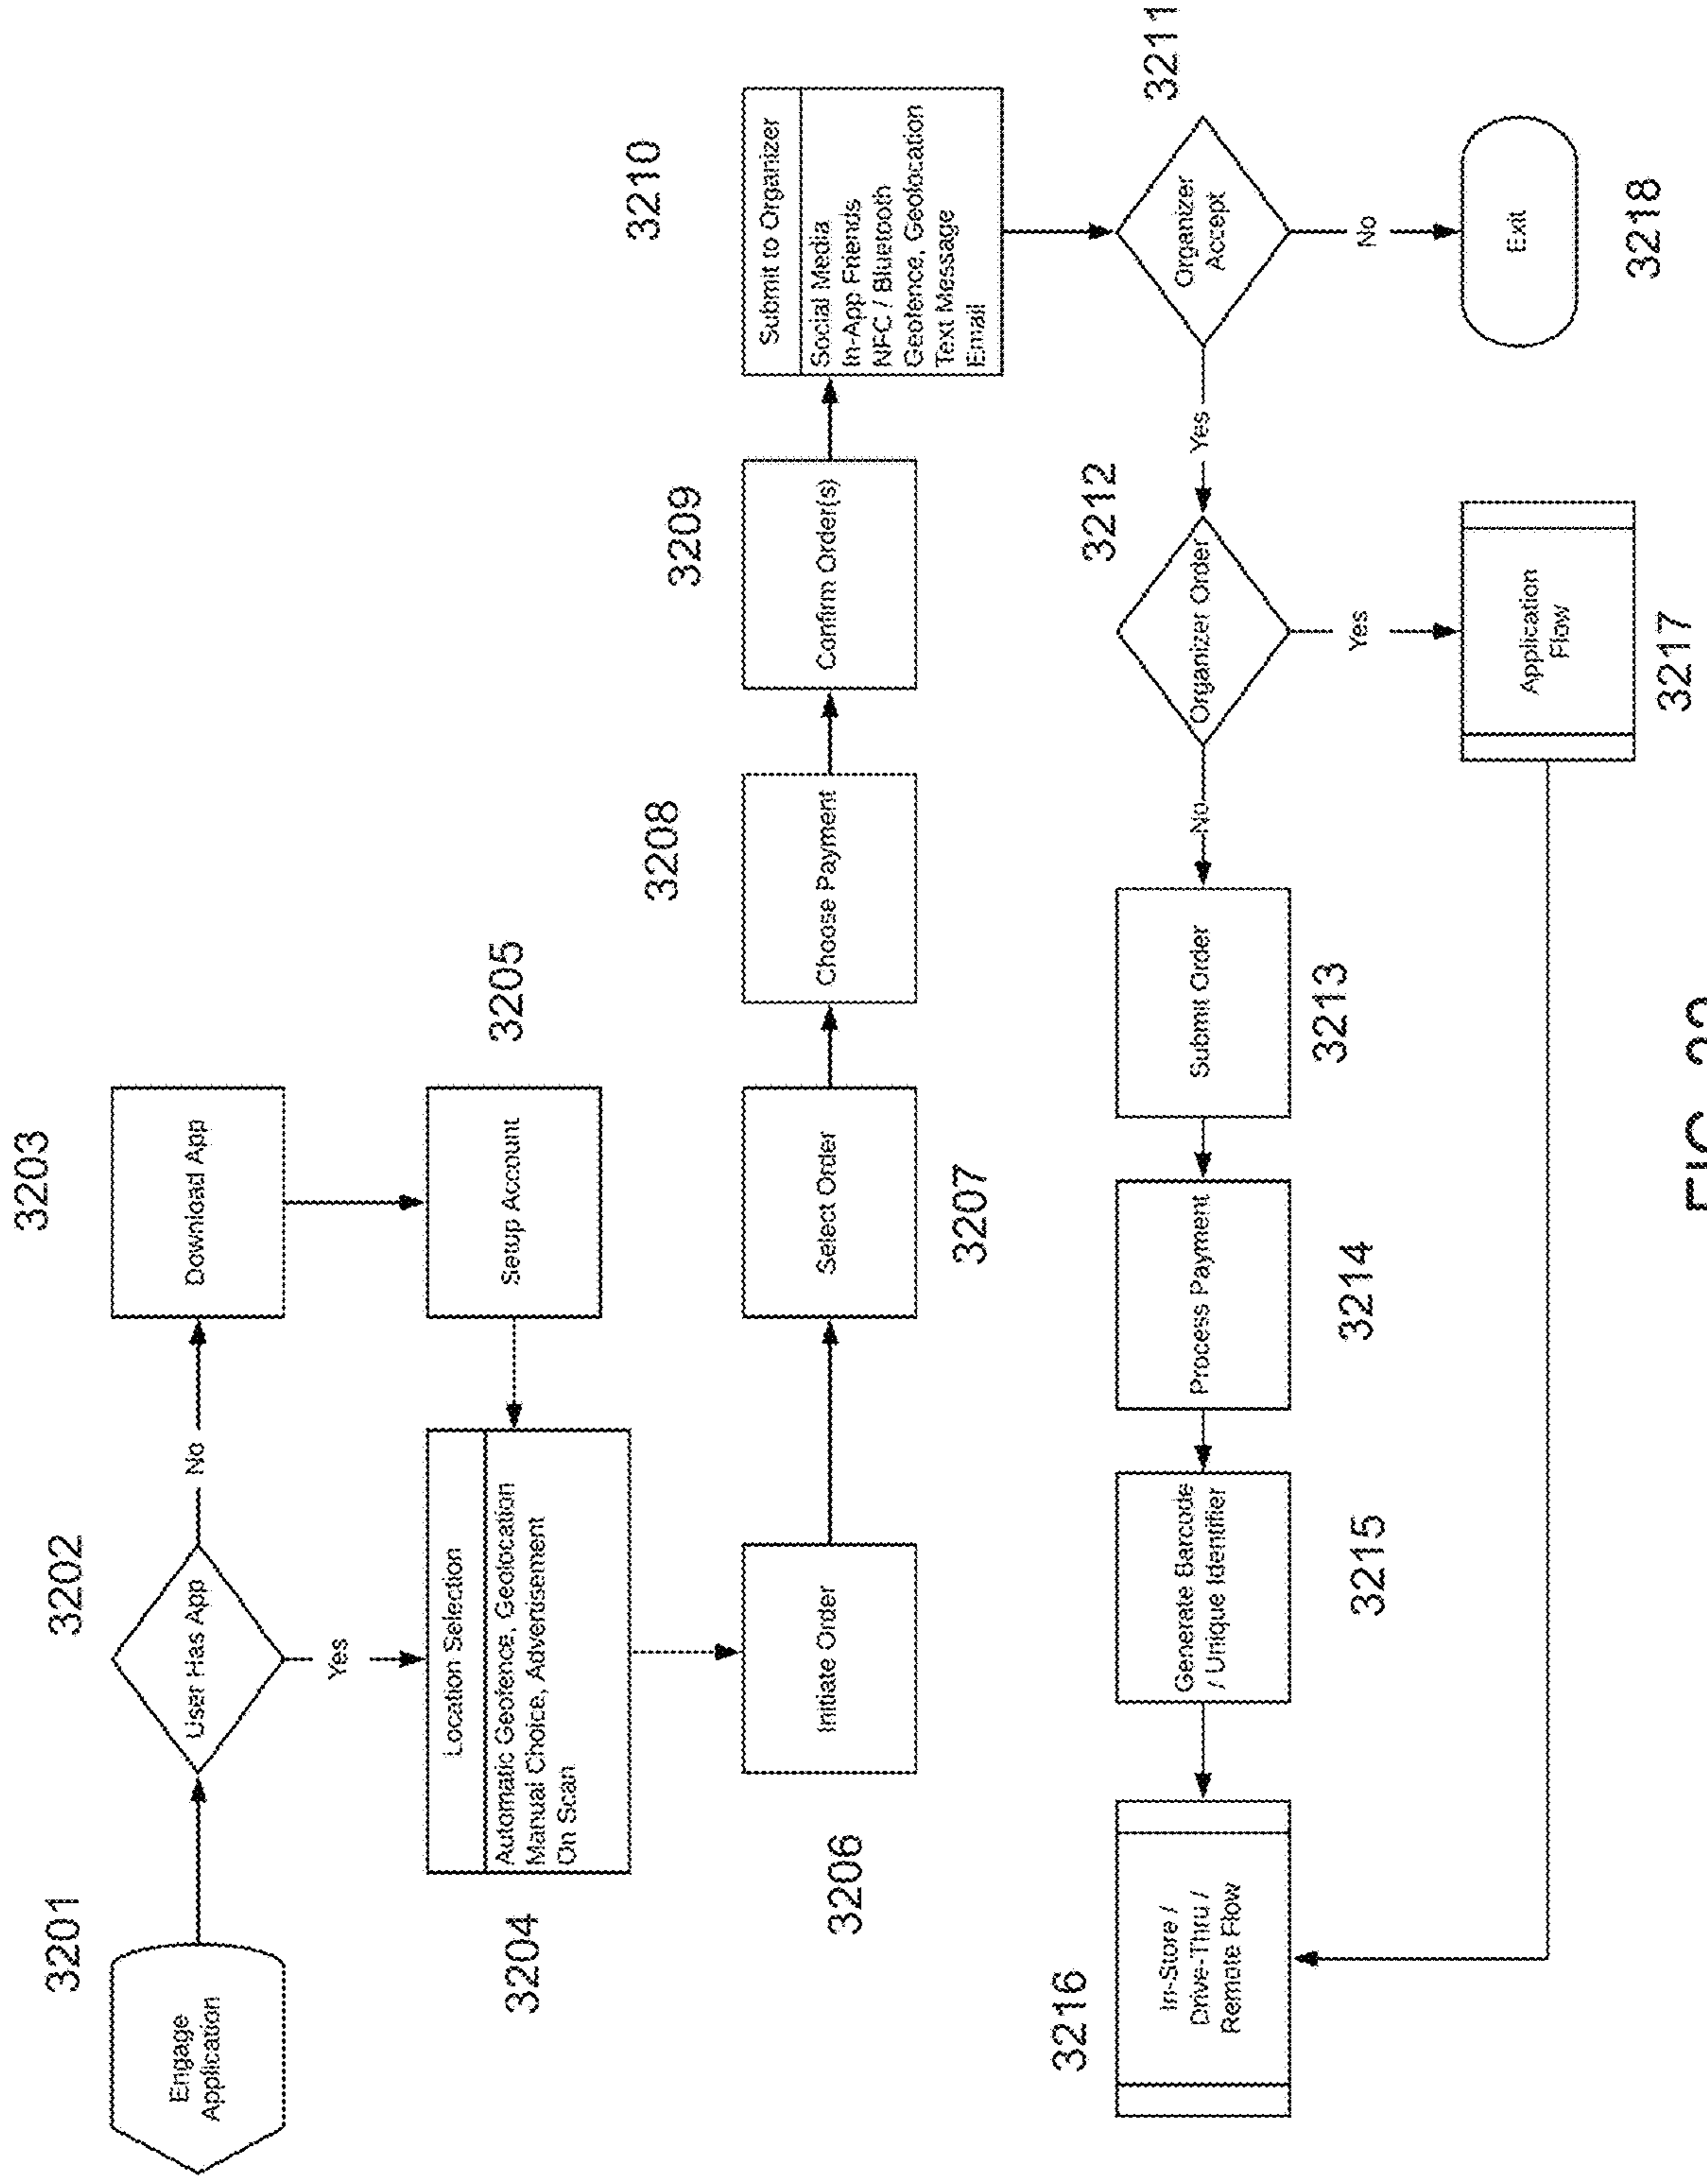 3201
Engage
Application
3202
User Has App
No
3203
Download App
Yes
3204
Location Selection
Automatic Geofence, Geolocation
Manual Choice, Advertisement
On Scan
3205
Setup Account
3206
Initiate Order
3207
Select Order
3208
Choose Payment
3209
Confirm Order(s)
3210
Submit to Organizer
Social Media
In-App Friends
NFC / Bluetooth
Geofence, Geolocation
Text Message
Email
3211
Organizer
Accept
Yes
No
3212
Organizer Order
No
Yes
3213
Submit Order
3214
Process Payment
3215
Generate Barcode
/ Unique Identifier
3216
In-Store /
Drive-Thru /
Remote Flow
3217
Application
Flow
3218
Exit